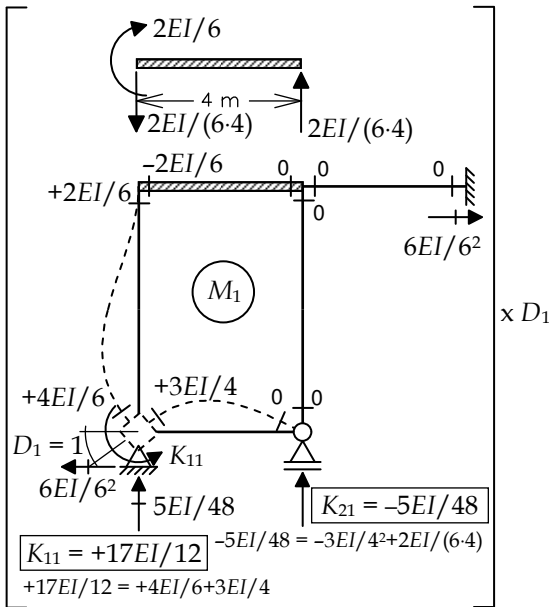 2EI/6
4 m
2EI/(6·4)
2EI/(6·4)
–2EI/6
0
0
0
+2EI/6
0
6EI/6²
M₁
x D₁
+4EI/6
+3EI/4
0
0
D₁ = 1
K₁₁
6EI/6²
5EI/48
K₂₁ = –5EI/48
K₁₁ = +17EI/12
–5EI/48 = –3EI/4²+2EI/(6·4)
+17EI/12 = +4EI/6+3EI/4